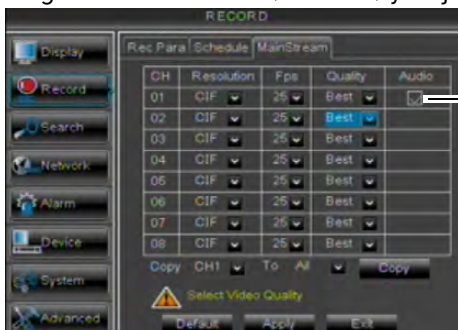 RECORD
Display
Record
Search
Network
Alarm
Device
System
Advanced
Rec Para Schedule MainStream
CH Resolution Fps Quality Audio
01 CIF 25 Best
02 CIF 25 Best
03 CIF 25 Best
04 CIF 25 Best
05 CIF 25 Best
06 CIF 25 Best
07 CIF 25 Best
08 CIF 25 Best
Copy CH1 To All Copy
Select Video Quality
Default Apply Exit